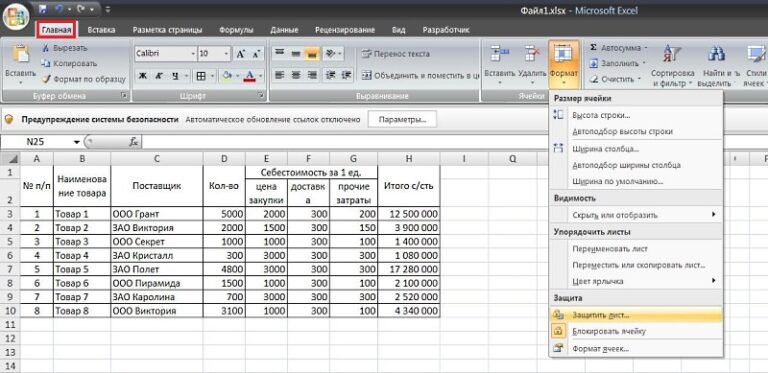 Файл1.xlsx - Microsoft Excel
Главная Вставка Разметка страницы Формулы Данные Рецензирование Вид Разработчик
Вставить Вырезать Копировать Формат по образцу
Буфер обмена
Calibri 10
Ж К Ч
Шрифт
Перенос текста
Объединить и поместить в ц
Выравнивание
Вставить Удалить Формат
Ячейки
Σ Автосумма
Заполнить
Очистить
Сортировка и фильтр
Найти и выделить
Стили ячеек
Размер ячейки
Высота строки...
Автоподбор высоты строки
Ширина столбца...
Автоподбор ширины столбца
Ширина по умолчанию...
Видимость
Скрыть или отобразить
Упорядочить листы
Переименовать лист
Переместить или скопировать лист...
Цвет ярлычка
Защита
Защитить лист...
Блокировать ячейку
Формат ячеек...
Предупреждение системы безопасности Автоматическое обновление ссылок отключено Параметры...
N25 fx
A B C D E F G H I J K
1 № п/п Наименова Поставщик Кол-во Себестоимость за 1 ед. Итого с/сть
2 ние товара цена закупки доставка прочие затраты
3 1 Товар 1 ООО Грант 5000 2000 300 200 12 500 000
4 2 Товар 2 ЗАО Виктория 2000 1500 300 150 3 900 000
5 3 Товар 3 ООО Секрет 1000 1000 300 100 1 400 000
6 4 Товар 4 ЗАО Кристалл 300 3000 300 300 1 080 000
7 5 Товар 5 ЗАО Полет 4800 3000 300 300 17 280 000
8 6 Товар 6 ООО Пирамида 1500 1000 300 100 2 100 000
9 7 Товар 7 ЗАО Каролина 700 3000 300 300 2 520 000
10 8 Товар 8 ООО Виктория 3100 1000 300 100 4 340 000
11
12
13
14